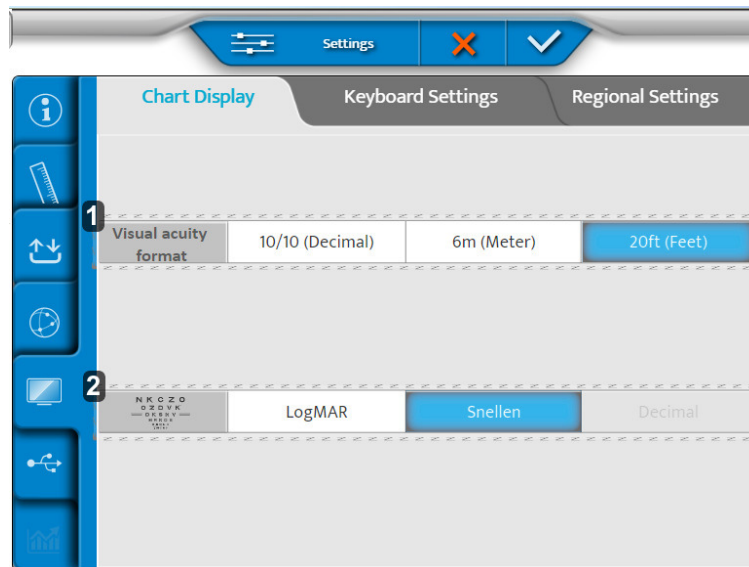 Settings
Chart Display
Keyboard Settings
Regional Settings
1
Visual acuity
format
10/10 (Decimal)
6m (Meter)
20ft (Feet)
2
N K C Z O
O Z D V K
LogMAR
Snellen
Decimal